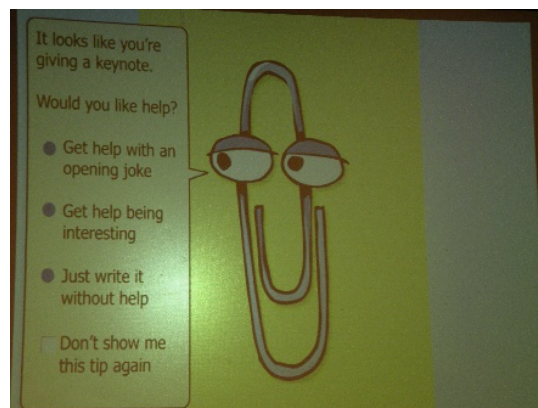 It looks like you're
giving a keynote.
Would you like help?
Get help with an
opening joke
Get help being
interesting
Just write it
without help
Don't show me
this tip again